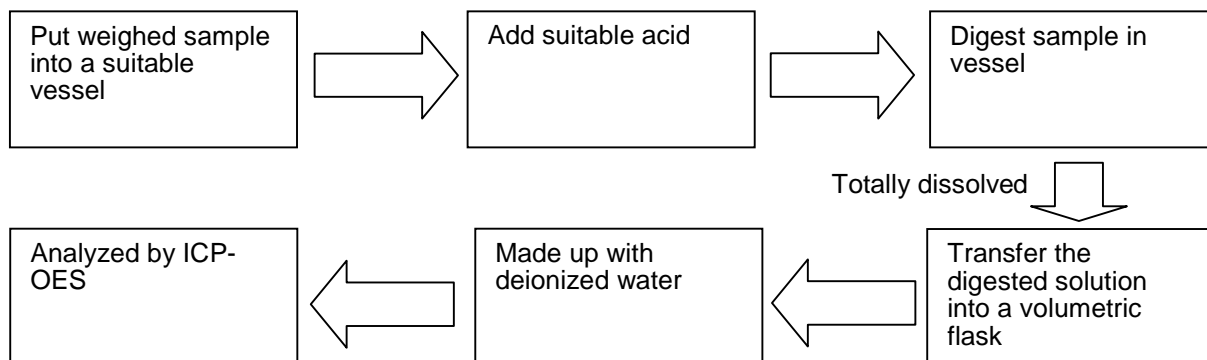 Put weighed sample
into a suitable
vessel
Add suitable acid
Digest sample in
vessel
Totally dissolved
Transfer the
digested solution
into a volumetric
flask
Made up with
deionized water
Analyzed by ICP-
OES